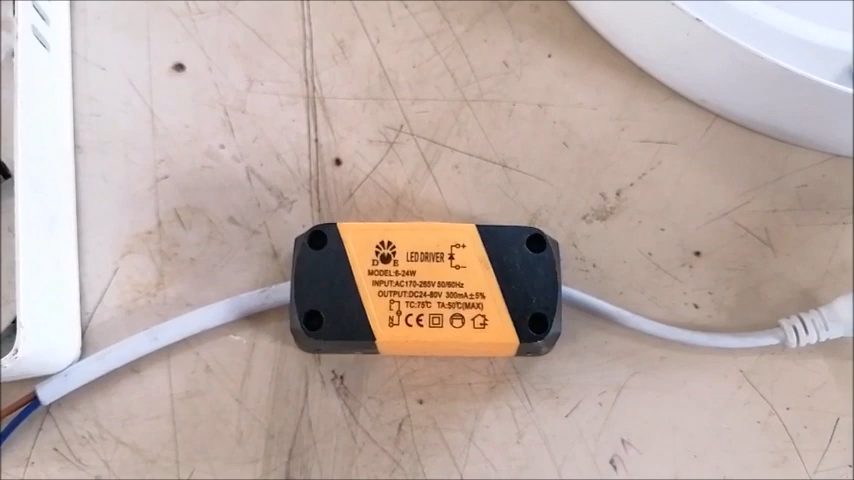 D E
LED DRIVER
MODEL:6-24W
INPUT:AC170-265V 50/60Hz
OUTPUT:DC24-80V 300mA±5%
TC:75℃ TA:50℃(MAX)
L
N
CE